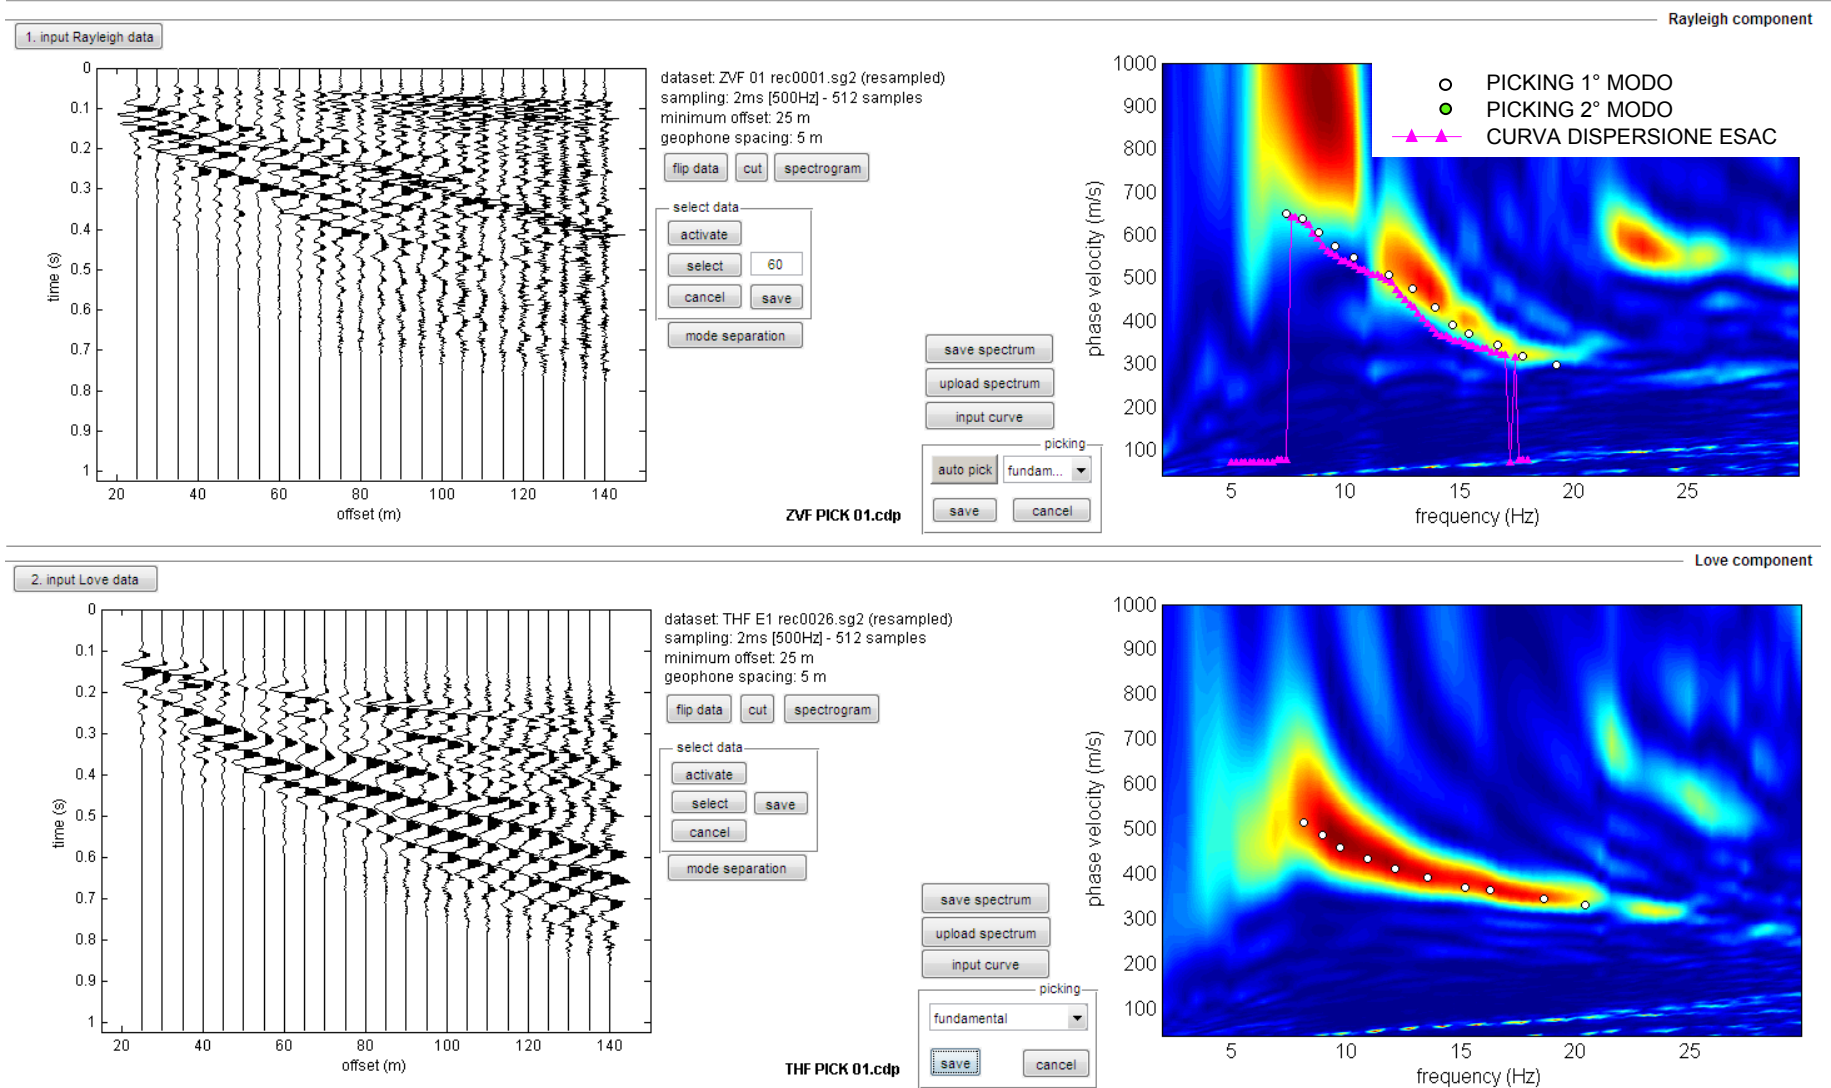 Rayleigh component
1. input Rayleigh data
0
0.1
0.2
0.3
0.4
0.5
0.6
0.7
0.8
0.9
1
time (s)
20 40 60 80 100 120 140
offset (m)
dataset: ZVF 01 rec0001.sg2 (resampled)
sampling: 2ms [500Hz] - 512 samples
minimum offset: 25 m
geophone spacing: 5 m
flip data cut spectrogram
select data
activate
select 60
cancel save
mode separation
save spectrum
upload spectrum
input curve
picking
auto pick fundam...
save cancel
ZVF PICK 01.cdp
1000
900
800
700
600
500
400
300
200
100
phase velocity (m/s)
5 10 15 20 25
frequency (Hz)
PICKING 1° MODO
PICKING 2° MODO
CURVA DISPERSIONE ESAC
Love component
2. input Love data
0
0.1
0.2
0.3
0.4
0.5
0.6
0.7
0.8
0.9
1
time (s)
20 40 60 80 100 120 140
offset (m)
dataset: THF E1 rec0026.sg2 (resampled)
sampling: 2ms [500Hz] - 512 samples
minimum offset: 25 m
geophone spacing: 5 m
flip data cut spectrogram
select data
activate
select save
cancel
mode separation
save spectrum
upload spectrum
input curve
picking
fundamental
save cancel
THF PICK 01.cdp
1000
900
800
700
600
500
400
300
200
100
phase velocity (m/s)
5 10 15 20 25
frequency (Hz)